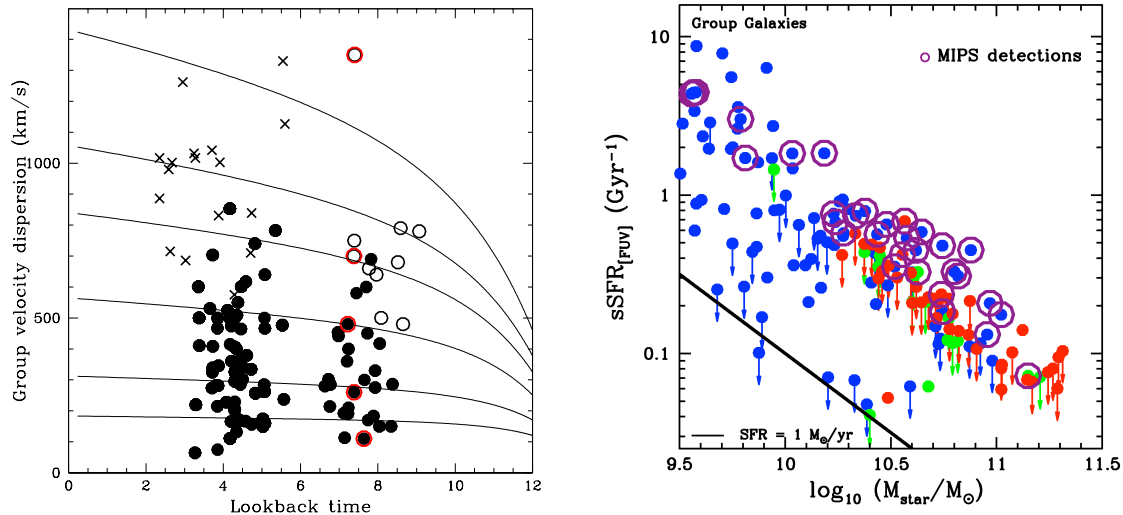 Group velocity dispersion (km/s)
1000
500
0
0 2 4 6 8 10 12
Lookback time
Group Galaxies
MIPS detections
sSFR[FUV] (Gyr⁻¹)
10
1
0.1
SFR = 1 M⊙/yr
9.5 10 10.5 11 11.5
log₁₀ (Mstar/M⊙)